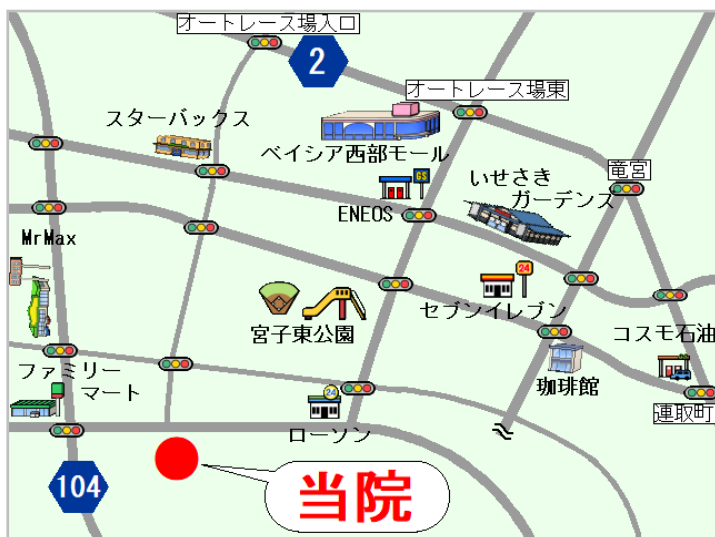 オートレース場入口
2
オートレース場東
スターバックス
ベイシア西部モール
竜宮
GS
いせさき
ガーデンズ
ENEOS
MrMax
24
セブンイレブン
宮子東公園
コスモ石油
ファミリー
マート
珈琲館
24
ローソン
連取町
104
当院